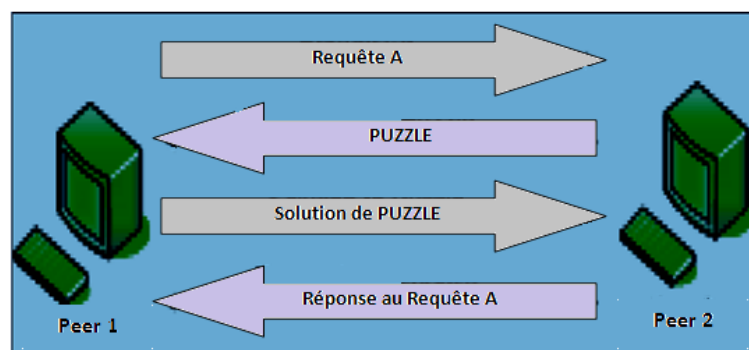 Requête A
PUZZLE
Solution de PUZZLE
Réponse au Requête A
Peer 1
Peer 2